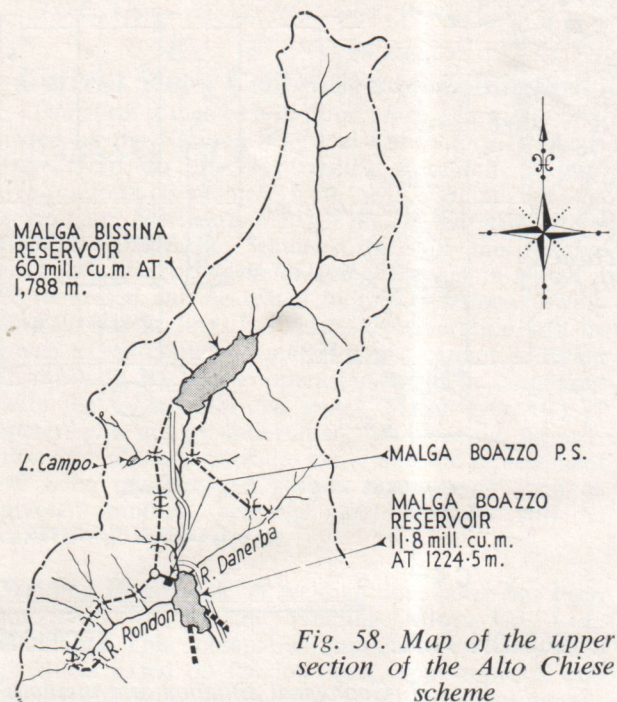 MALGA BISSINA
RESERVOIR
60 mill. cu.m. AT
1,788 m.
L. Campo
MALGA BOAZZO P.S.
MALGA BOAZZO
RESERVOIR
11·8 mill. cu.m.
AT 1224·5 m.
R. Danerba
R. Rondon
Fig. 58. Map of the upper
section of the Alto Chiese
scheme